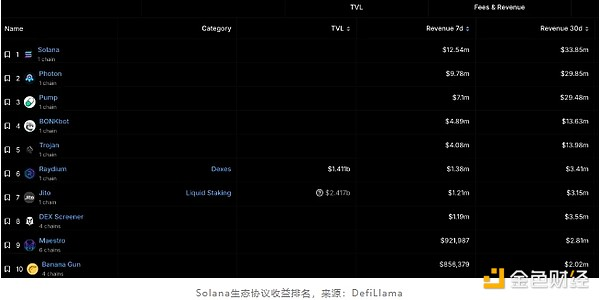 TVL Fees & Revenue
Name Category TVL Revenue 7d Revenue 30d
1 Solana $12.54m $33.85m
1 chain
2 Photon $9.78m $29.85m
1 chain
3 Pump $7.1m $29.48m
1 chain
4 BONKbot $4.89m $13.63m
1 chain
5 Trojan $4.08m $13.98m
1 chain
6 Raydium Dexes $1.411b $1.38m $3.41m
1 chain
7 Jito Liquid Staking $2.417b $1.21m $3.15m
1 chain
8 DEX Screener $1.19m $3.55m
4 chains
9 Maestro $921,987 $2.81m
6 chains
10 Banana Gun $856,379 $2.02m
4 chains
金色财经
Solana生态协议收益排名，来源：DefiLlama